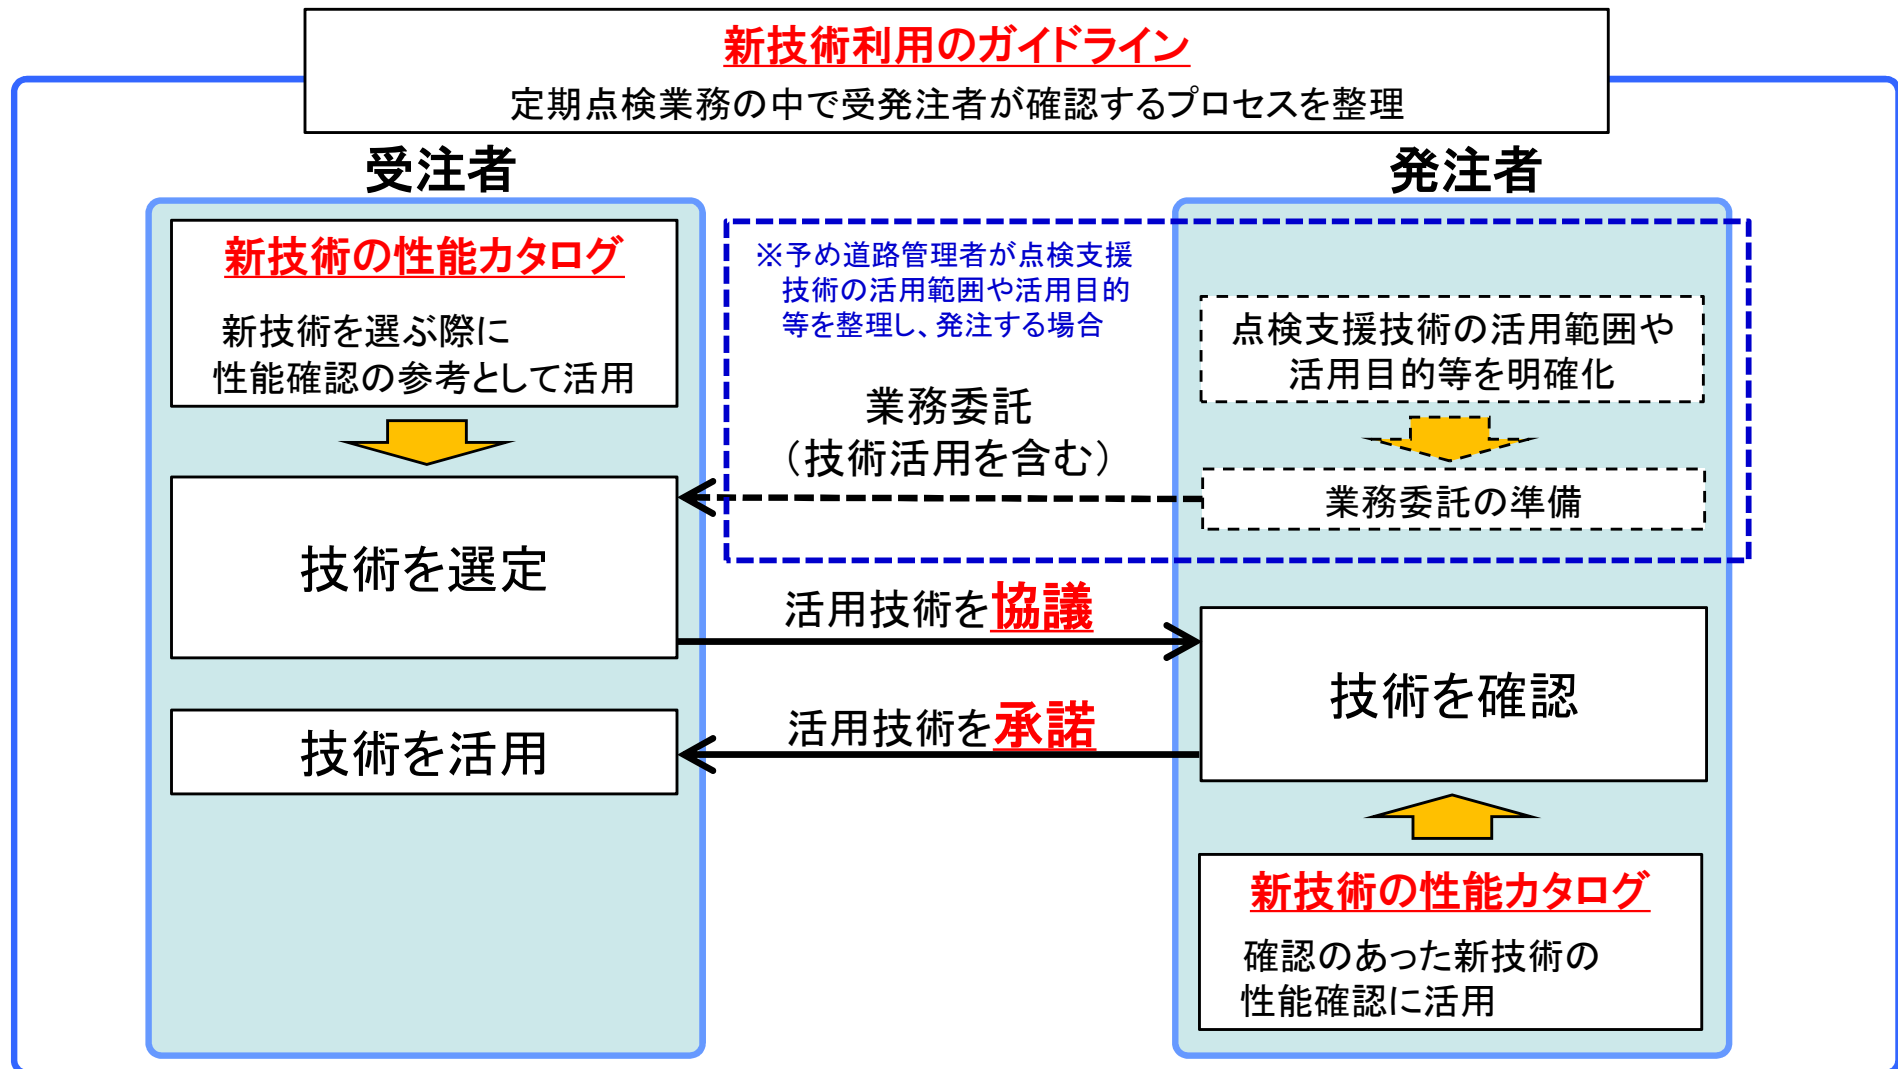 新技術利用のガイドライン
定期点検業務の中で受発注者が確認するプロセスを整理
受注者
新技術の性能カタログ
新技術を選ぶ際に
性能確認の参考として活用
技術を選定
技術を活用
※予め道路管理者が点検支援
技術の活用範囲や活用目的
等を整理し、発注する場合
業務委託
（技術活用を含む）
活用技術を協議
活用技術を承諾
発注者
点検支援技術の活用範囲や
活用目的等を明確化
業務委託の準備
技術を確認
新技術の性能カタログ
確認のあった新技術の
性能確認に活用